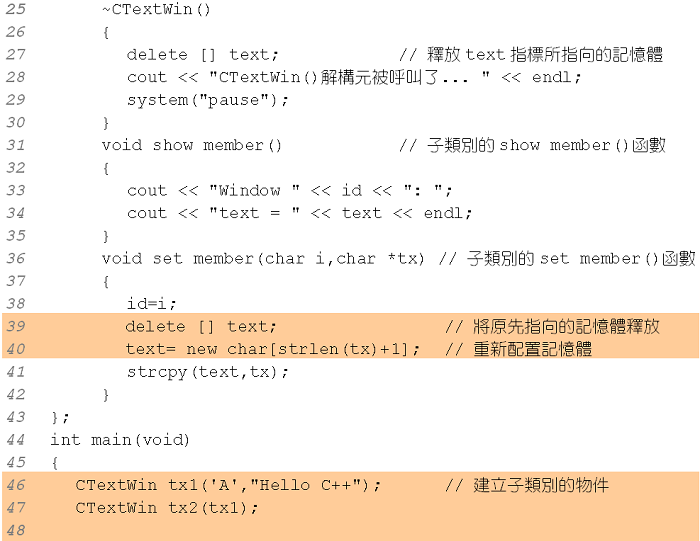 25 ~CTextWin()
26 {
27 delete [] text; // 釋放 text 指標所指向的記憶體
28 cout << "CTextWin()解構元被呼叫了... " << endl;
29 system("pause");
30 }
31 void show member() // 子類別的 show member()函數
32 {
33 cout << "Window " << id << ": ";
34 cout << "text = " << text << endl;
35 }
36 void set member(char i,char *tx) // 子類別的 set member()函數
37 {
38 id=i;
39 delete [] text; // 將原先指向的記憶體釋放
40 text= new char[strlen(tx)+1]; // 重新配置記憶體
41 strcpy(text,tx);
42 }
43 };
44 int main(void)
45 {
46 CTextWin tx1('A',"Hello C++"); // 建立子類別的物件
47 CTextWin tx2(tx1);
48